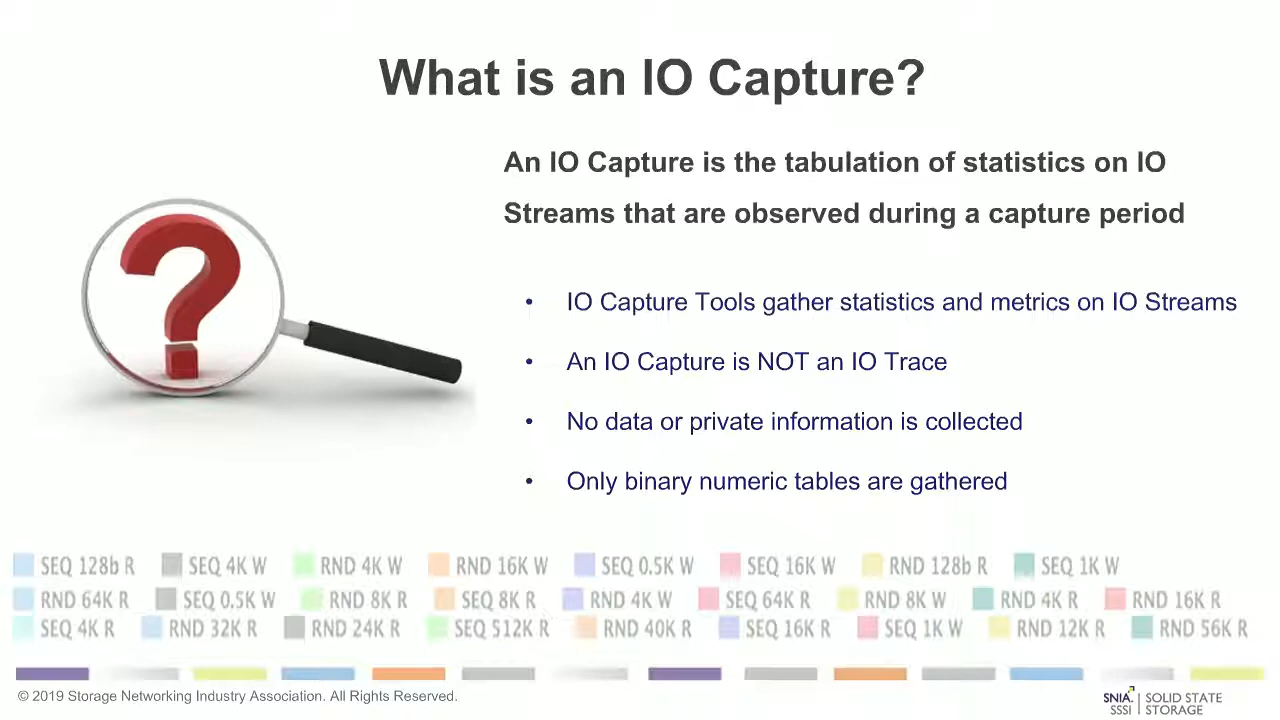 What is an IO Capture?
An IO Capture is the tabulation of statistics on IO
Streams that are observed during a capture period
• IO Capture Tools gather statistics and metrics on IO Streams
• An IO Capture is NOT an IO Trace
• No data or private information is collected
• Only binary numeric tables are gathered
SEQ 128b R SEQ 4K W RND 4K W RND 16K W SEQ 0.5K W SEQ 16K W RND 128b R SEQ 1K W
RND 64K R SEQ 0.5K W RND 8K R SEQ 8K R RND 4K W SEQ 64K R RND 8K W RND 4K R RND 16K R
SEQ 4K R RND 32K R RND 24K R SEQ 512K R RND 40K R SEQ 16K R SEQ 1K W RND 12K R RND 56K R
© 2019 Storage Networking Industry Association. All Rights Reserved.
SNIA SOLID STATE
SSSI STORAGE